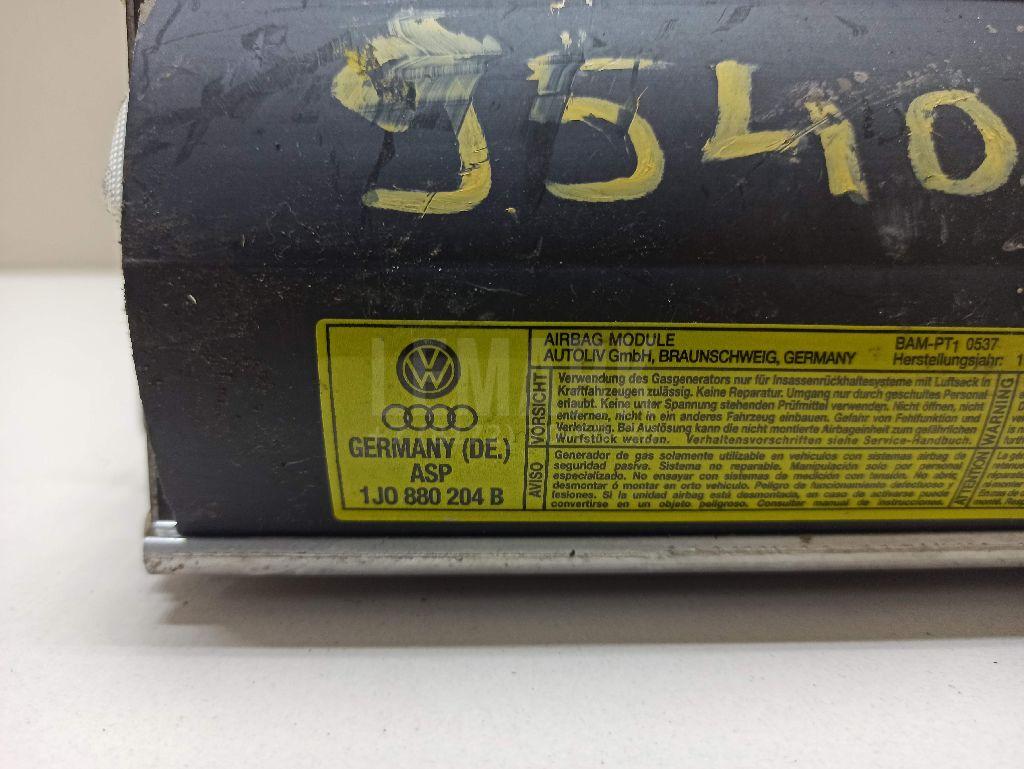 9540
AIRBAG MODULE
AUTOLIV GmbH, BRAUNSCHWEIG, GERMANY
BAM-PT1 0537
Herstellungsjahr: 1
GERMANY (DE.)
ASP
1J0 880 204 B
VORSICHT
Verwendung des Gasgenerators nur für Insassenrückhaltesysteme mit Luftsack in
Kraftfahrzeugen zulässig. Keine Reparatur. Umgang nur durch geschultes Personal
erlaubt. Keine unter Spannung stehenden Prüfmittel verwenden. Nicht öffnen, nicht
entfernen, nicht in ein anderes Fahrzeug einbauen. Gefahr von Fehlfunktion und
Verletzung. Bei Auslösung kann die nicht montierte Airbageinheit zum gefährlichen
Wurfstück werden. Verhaltensvorschriften siehe Service-Handbuch.
WARNING
AVISO
Generador de gas solamente utilizable en vehículos con sistemas airbag de
seguridad pasiva. Sistema no reparable. Manipulación solo por personal
especializado. No ensayar con sistemas de medición con tensión. No abrir,
desmontar ó montar en orto vehículo. Peligro de funcionamiento defectuoso y
lesiones. Si la unidad airbag está desmontada, en caso de activarse puede
convertirse en un objeto peligroso. Consultar manual de instrucciones.
ATTENTION